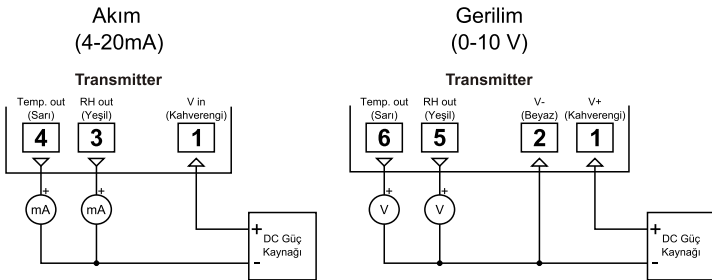 Akım
(4-20mA)
Transmitter
Temp. out
(Sarı)
RH out
(Yeşil)
V in
(Kahverengi)
4
3
1
+
+
mA
mA
+
DC Güç
Kaynağı
-
Gerilim
(0-10 V)
Transmitter
Temp. out
(Sarı)
RH out
(Yeşil)
V-
(Beyaz)
V+
(Kahverengi)
6
5
2
1
+
+
V
V
+
DC Güç
Kaynağı
-